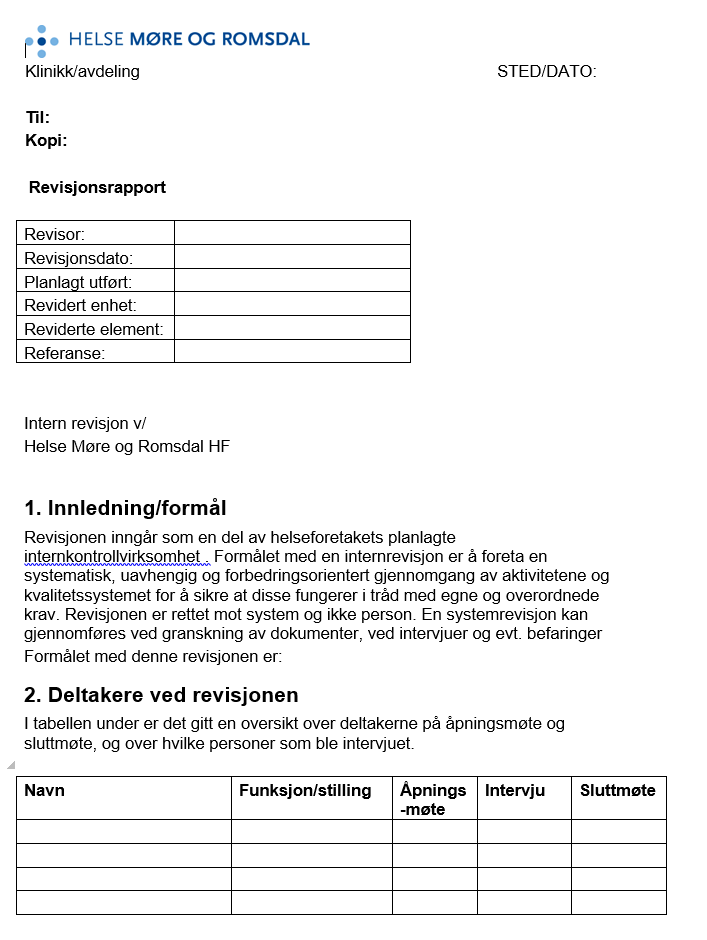 HELSE MØRE OG ROMSDAL
Klinikk/avdeling STED/DATO:
Til:
Kopi:
Revisjonsrapport
Revisor:
Revisjonsdato:
Planlagt utført:
Revidert enhet:
Reviderte element:
Referanse:
Intern revisjon v/
Helse Møre og Romsdal HF
1. Innledning/formål
Revisjonen inngår som en del av helseforetakets planlagte
internkontrollvirksomhet . Formålet med en internrevisjon er å foreta en
systematisk, uavhengig og forbedringsorientert gjennomgang av aktivitetene og
kvalitetssystemet for å sikre at disse fungerer i tråd med egne og overordnede
krav. Revisjonen er rettet mot system og ikke person. En systemrevisjon kan
gjennomføres ved granskning av dokumenter, ved intervjuer og evt. befaringer
Formålet med denne revisjonen er:
2. Deltakere ved revisjonen
I tabellen under er det gitt en oversikt over deltakerne på åpningsmøte og
sluttmøte, og over hvilke personer som ble intervjuet.
Navn Funksjon/stilling Åpnings Intervju Sluttmøte
-møte